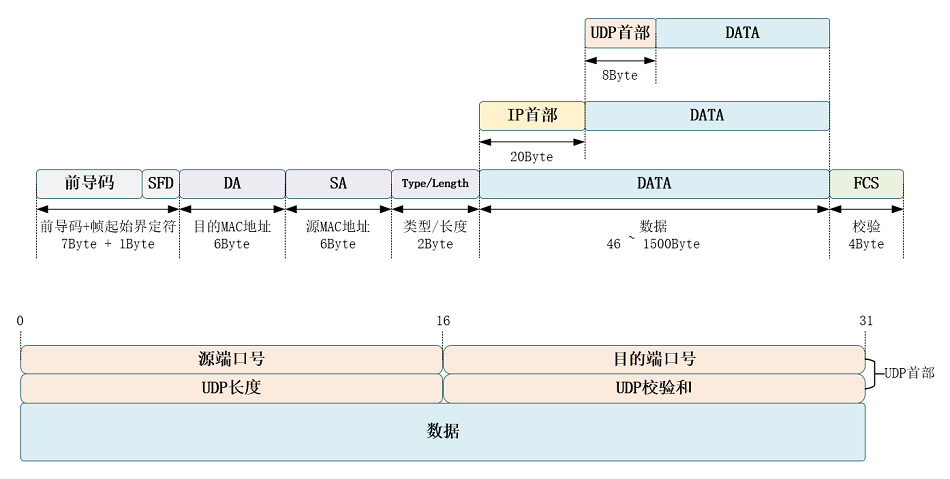 UDP首部 DATA
8Byte
IP首部 DATA
20Byte
前导码 SFD DA SA Type/Length DATA FCS
前导码+帧起始界定符 目的MAC地址 源MAC地址 类型/长度 数据 校验
7Byte + 1Byte 6Byte 6Byte 2Byte 46 ~ 1500Byte 4Byte
0 16 31
源端口号 目的端口号
UDP首部
UDP长度 UDP校验和
数据